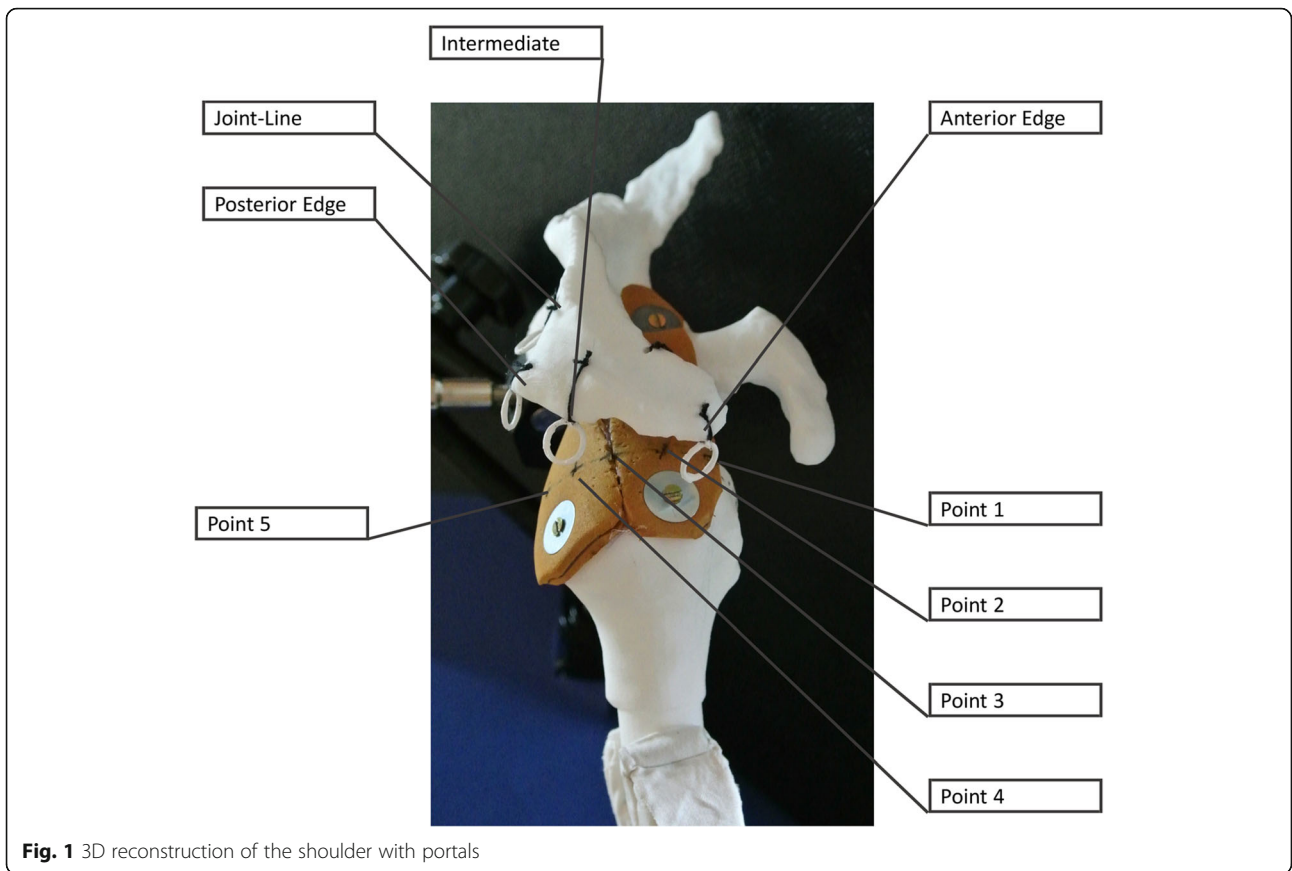 Intermediate
Joint-Line
Anterior Edge
Posterior Edge
Point 5
Point 1
Point 2
Point 3
Point 4
Fig. 1 3D reconstruction of the shoulder with portals